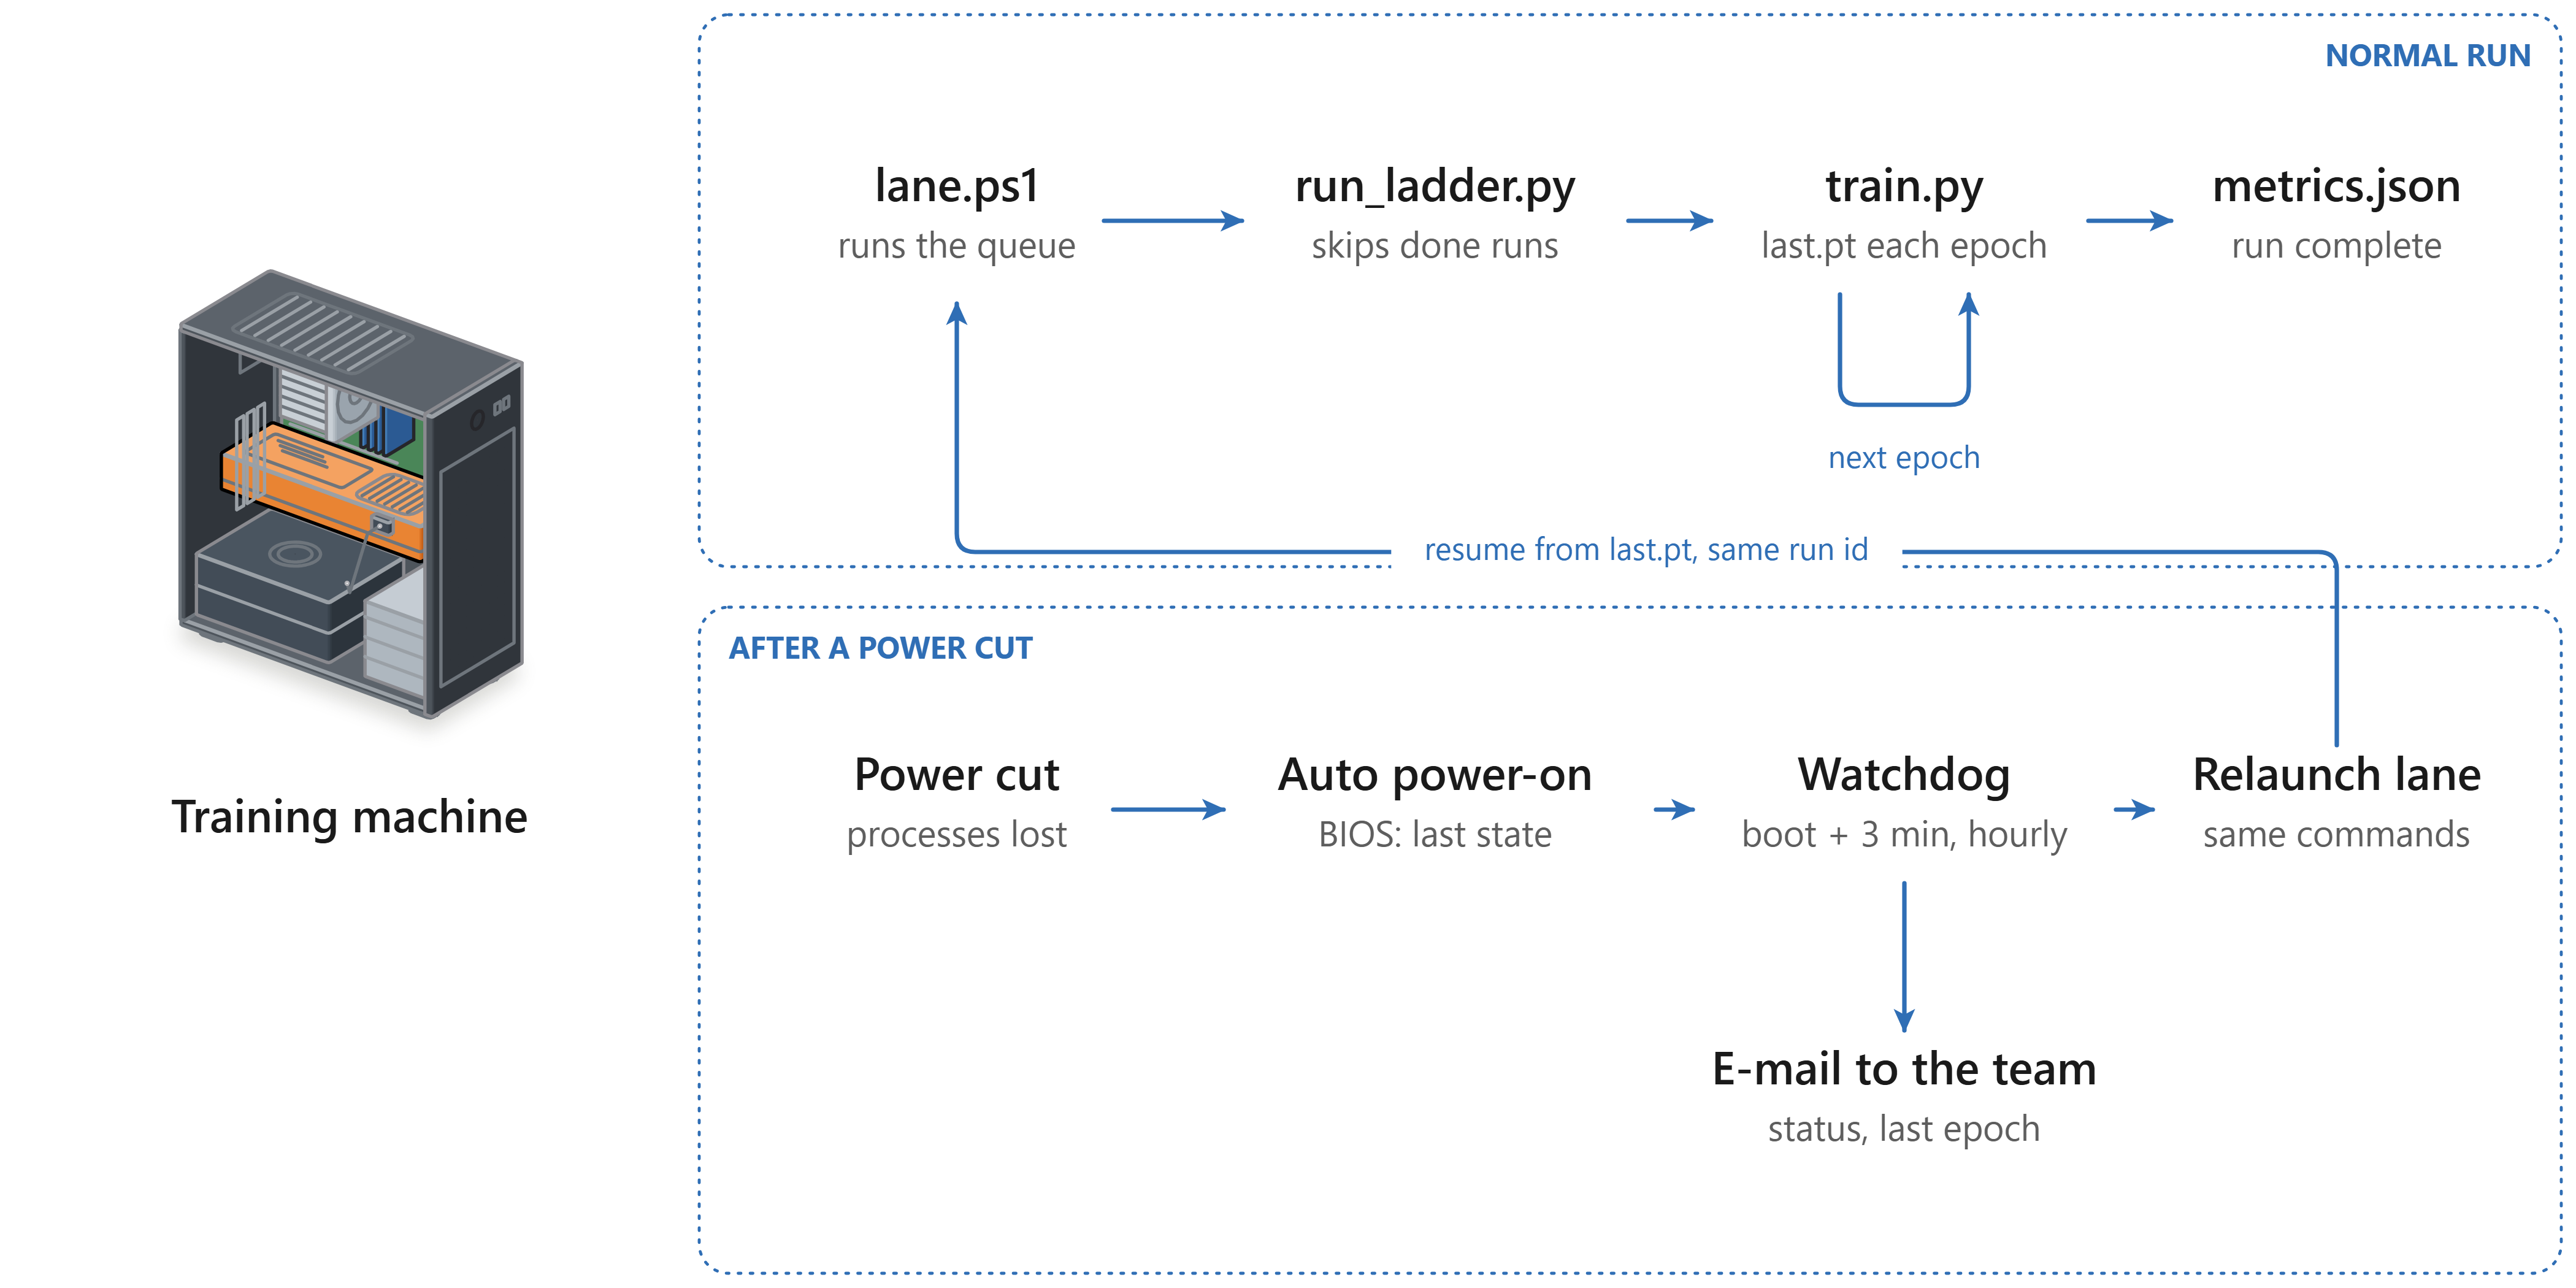 NORMAL RUN
lane.ps1
runs the queue
run_ladder.py
skips done runs
train.py
last.pt each epoch
metrics.json
run complete
next epoch
resume from last.pt, same run id
Training machine
AFTER A POWER CUT
Power cut
processes lost
Auto power-on
BIOS: last state
Watchdog
boot + 3 min, hourly
Relaunch lane
same commands
E-mail to the team
status, last epoch